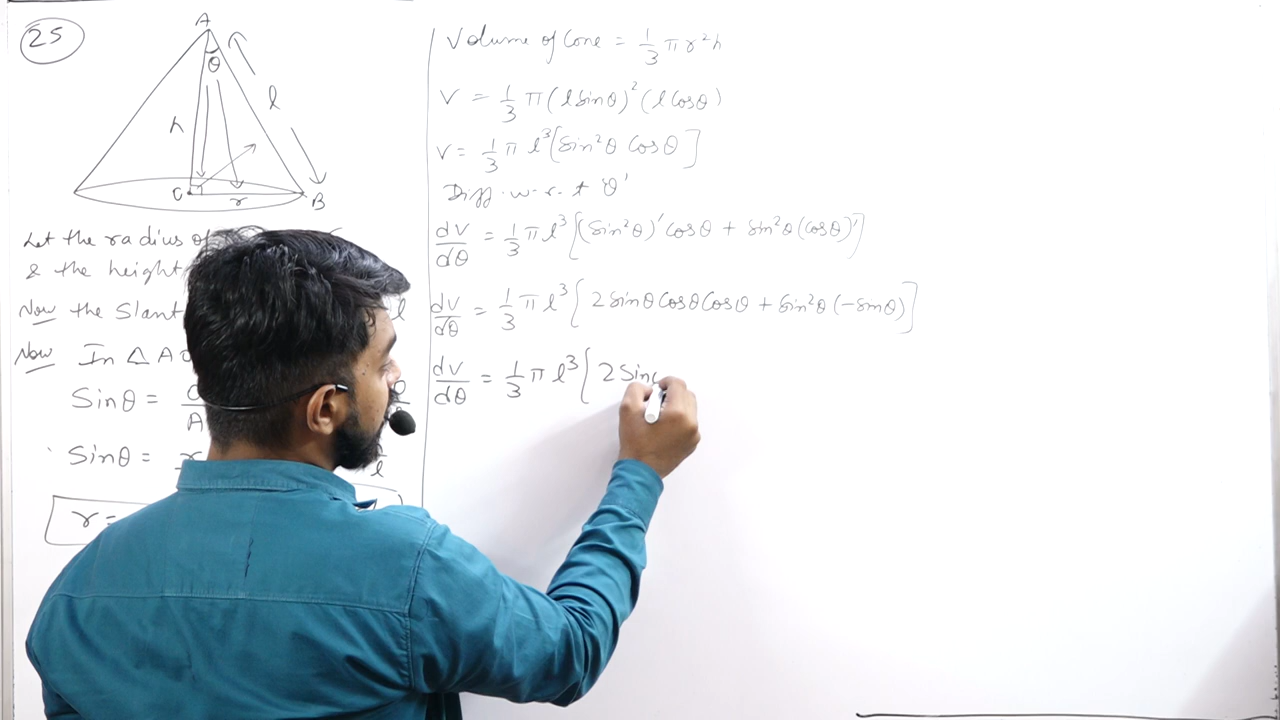 25
A
θ
l
h
C
r
B
Let the radius of
& the height
Now the Slant l
Now In △A
Sinθ =
A
Sinθ = r l
r =
Volume of Cone = 1/3 πr²h
V = 1/3 π(l Sinθ)² (l Cosθ)
V = 1/3 π l³ [Sin²θ Cosθ]
Diff. w.r.t 'θ'
dV/dθ = 1/3 π l³ [(Sin²θ)' Cosθ + Sin²θ (Cosθ)']
dV/dθ = 1/3 π l³ [2 Sinθ Cosθ Cosθ + Sin²θ (-Sinθ)]
dV/dθ = 1/3 π l³ [2 Sin